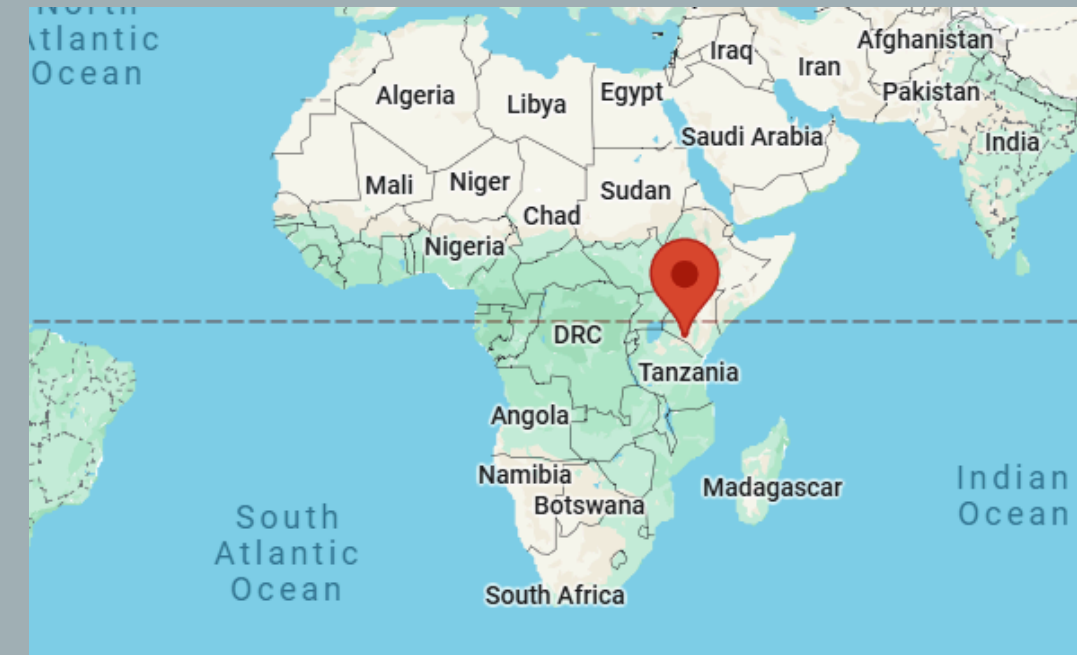 North
Atlantic
Ocean
Iraq
Afghanistan
Iran
Algeria
Libya
Egypt
Pakistan
Saudi Arabia
India
Mali
Niger
Sudan
Chad
Nigeria
DRC
Tanzania
Angola
Namibia
Botswana
Madagascar
Indian
Ocean
South
Atlantic
Ocean
South Africa